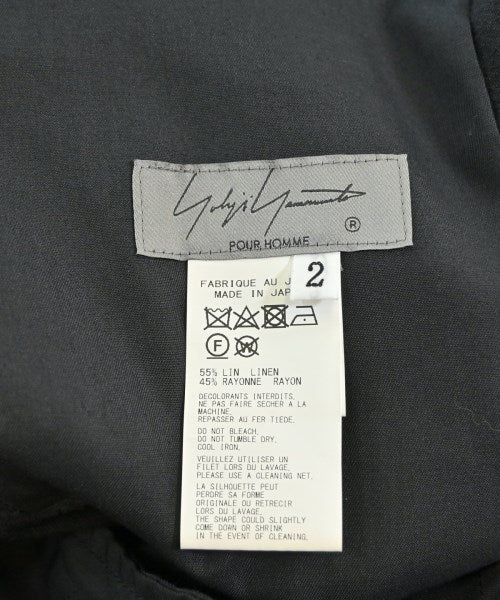 Yohji Yamamoto
®
POUR HOMME
2
FABRIQUE AU J
MADE IN JAP
F W
55% LIN LINEN
45% RAYONNE RAYON
DECOLORANTS INTERDITS.
NE PAS FAIRE SECHER A LA
MACHINE.
REPASSER AU FER TIEDE.
DO NOT BLEACH.
DO NOT TUMBLE DRY.
COOL IRON.
VEUILLEZ UTILISER UN
FILET LORS DU LAVAGE.
PLEASE USE A CLEANING NET.
LA SILHOUETTE PEUT
PERDRE SA FORME
ORIGINALE OU RETRECIR
LORS DU LAVAGE.
THE SHAPE COULD SLIGHTLY
COME DOWN OR SHRINK
IN THE EVENT OF CLEANING.